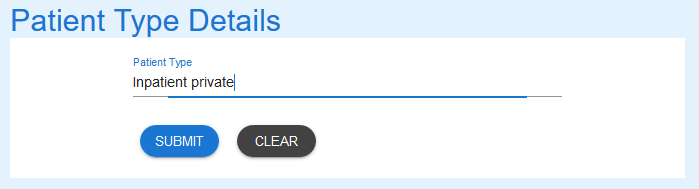 Patient Type Details
Patient Type
Inpatient private
SUBMIT
CLEAR